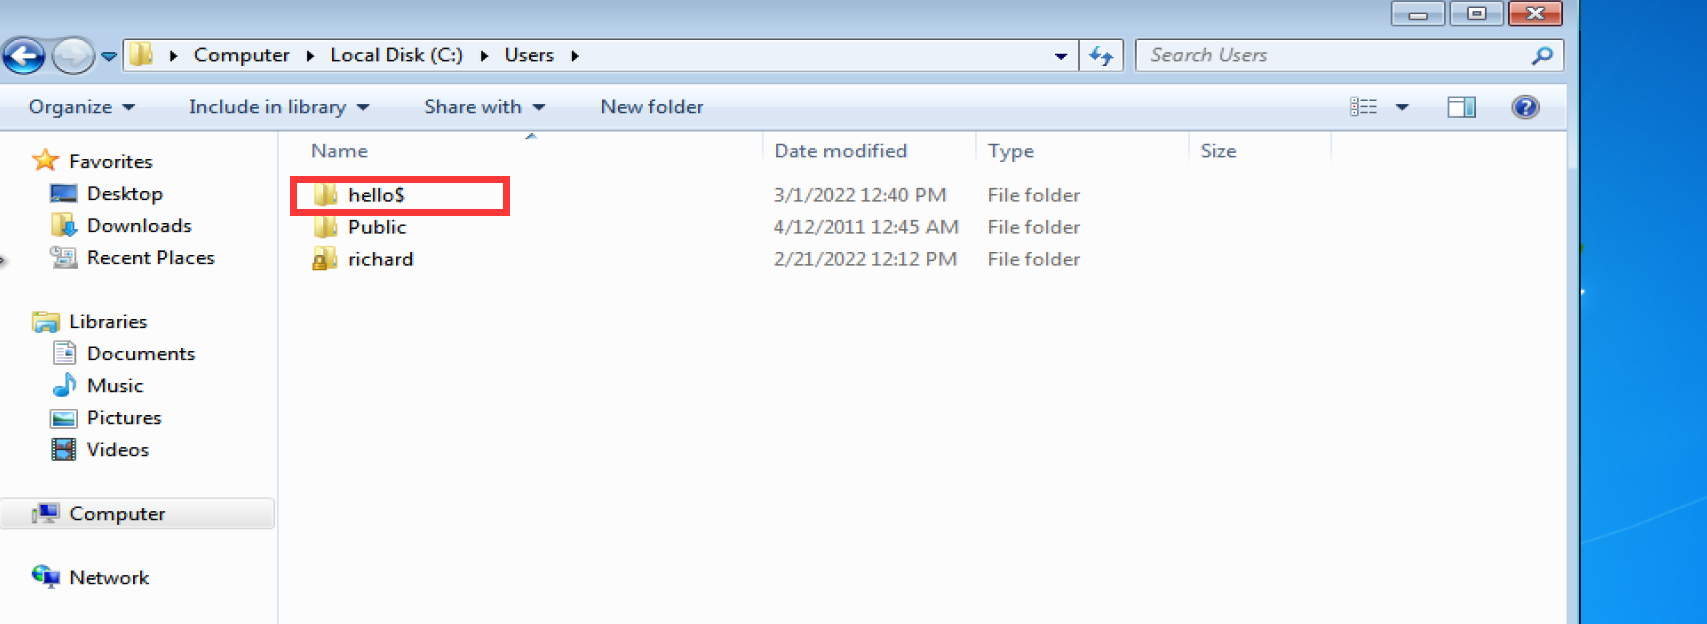 Computer Local Disk (C:) Users
Search Users
Organize Include in library Share with New folder
Name Date modified Type Size
hello$ 3/1/2022 12:40 PM File folder
Public 4/12/2011 12:45 AM File folder
richard 2/21/2022 12:12 PM File folder
Favorites
Desktop
Downloads
Recent Places
Libraries
Documents
Music
Pictures
Videos
Computer
Network